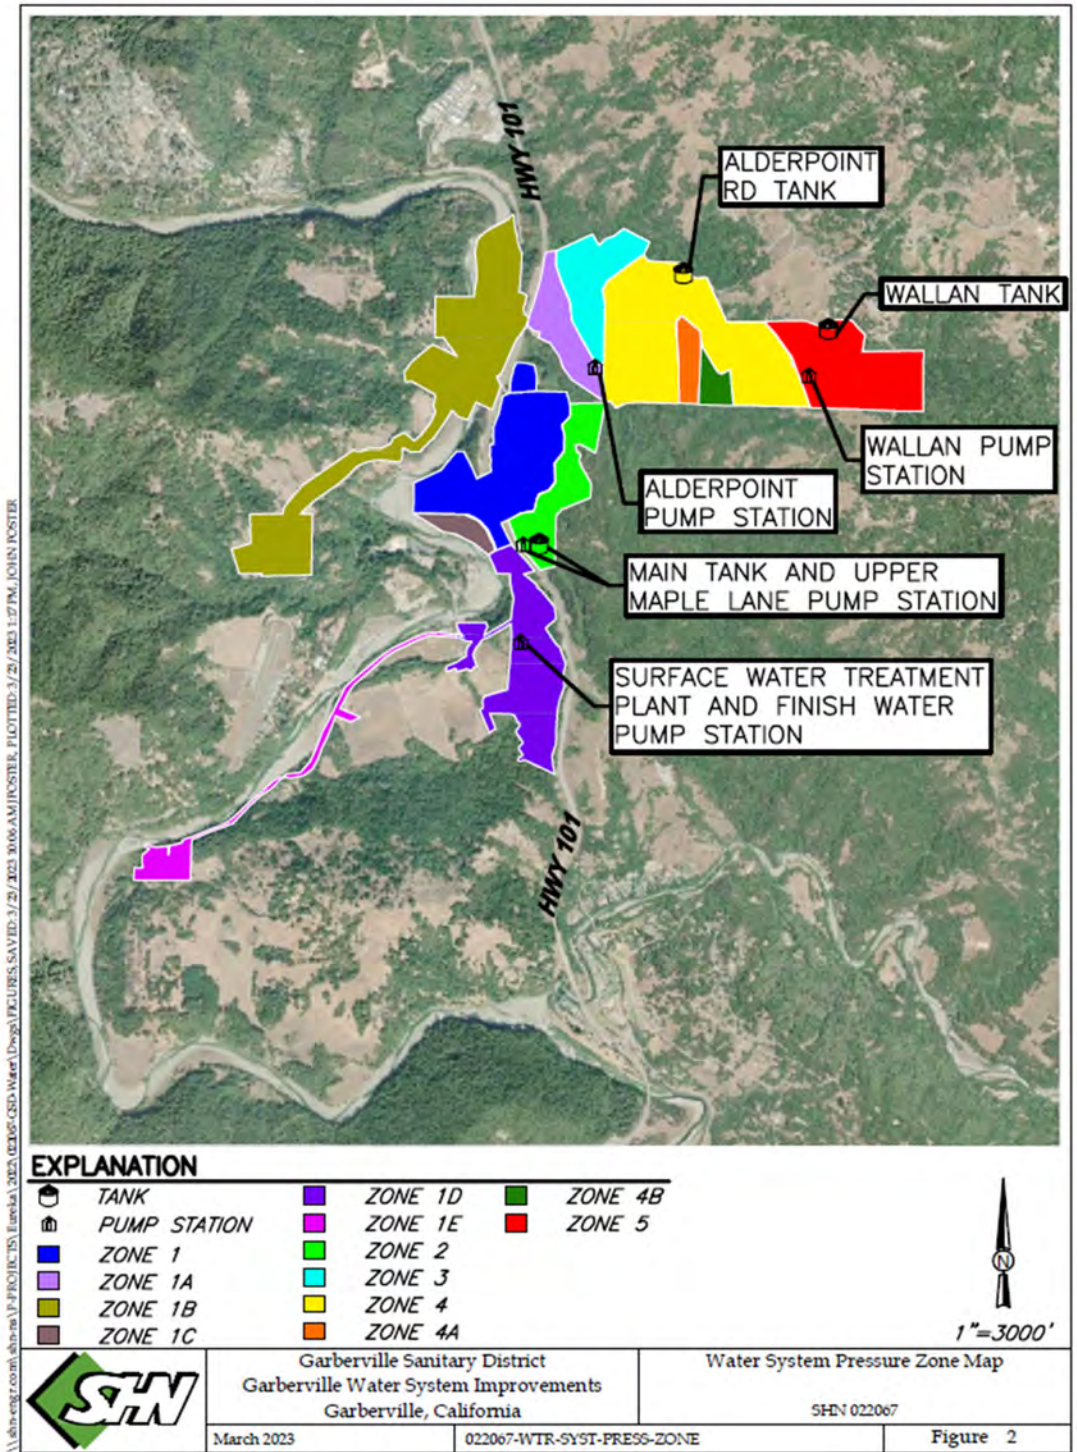 HWY 101
ALDERPOINT
RD TANK
WALLAN TANK
WALLAN PUMP
STATION
ALDERPOINT
PUMP STATION
MAIN TANK AND UPPER
MAPLE LANE PUMP STATION
SURFACE WATER TREATMENT
PLANT AND FINISH WATER
PUMP STATION
HWY 101
EXPLANATION
TANK
PUMP STATION
ZONE 1
ZONE 1A
ZONE 1B
ZONE 1C
ZONE 1D
ZONE 1E
ZONE 2
ZONE 3
ZONE 4
ZONE 4A
ZONE 4B
ZONE 5
N
1"=3000'
SHN
Garberville Sanitary District
Garberville Water System Improvements
Garberville, California
Water System Pressure Zone Map
SHN 022067
March 2023
022067-WTR-SYST-PRESS-ZONE
Figure 2